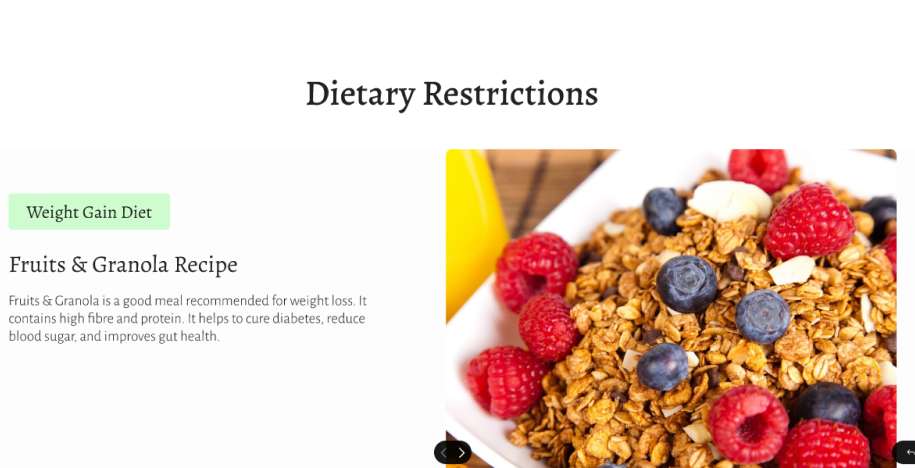 Dietary Restrictions
Weight Gain Diet
Fruits & Granola Recipe
Fruits & Granola is a good meal recommended for weight loss. It
contains high fibre and protein. It helps to cure diabetes, reduce
blood sugar, and improves gut health.